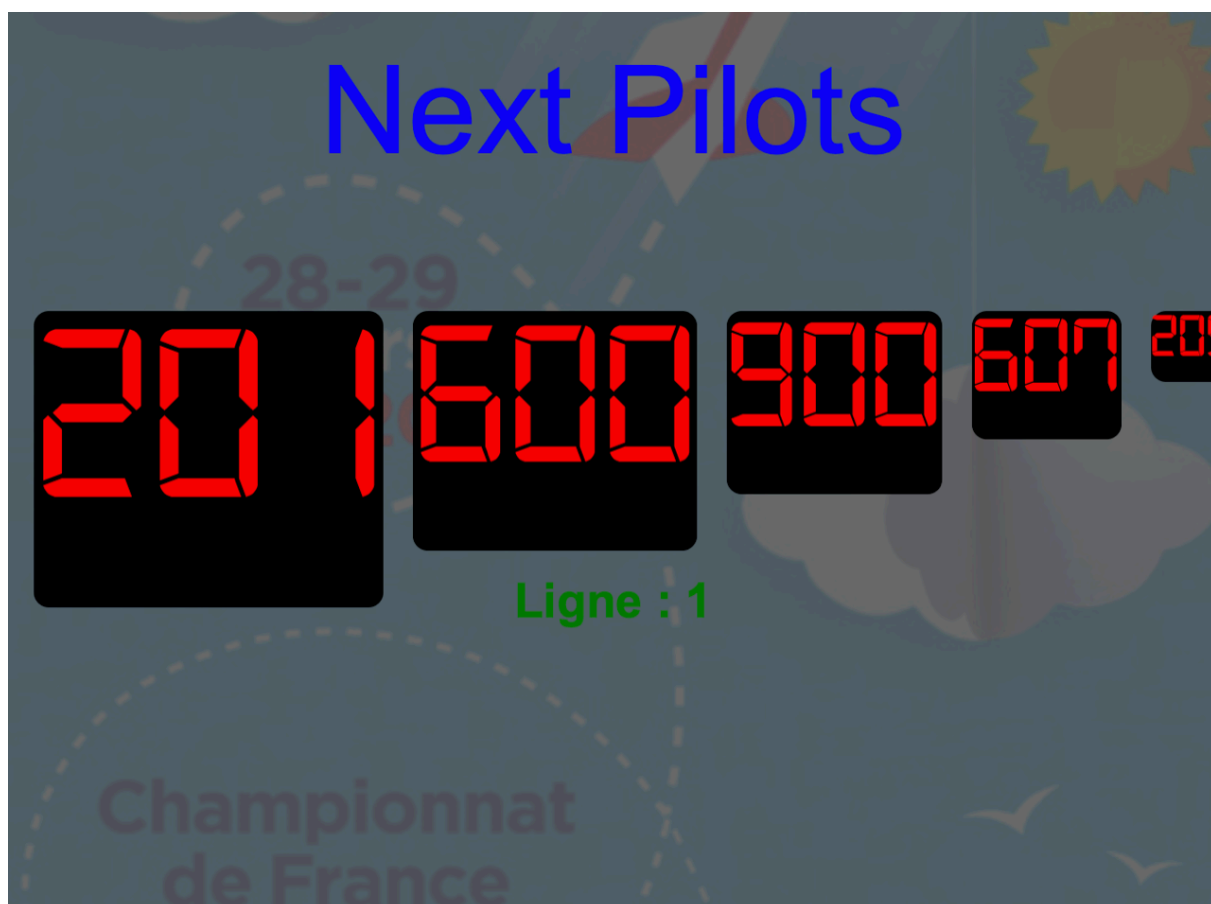 Next Pilots
28-29
201 600 900 607
Ligne : 1
Championnat
de France